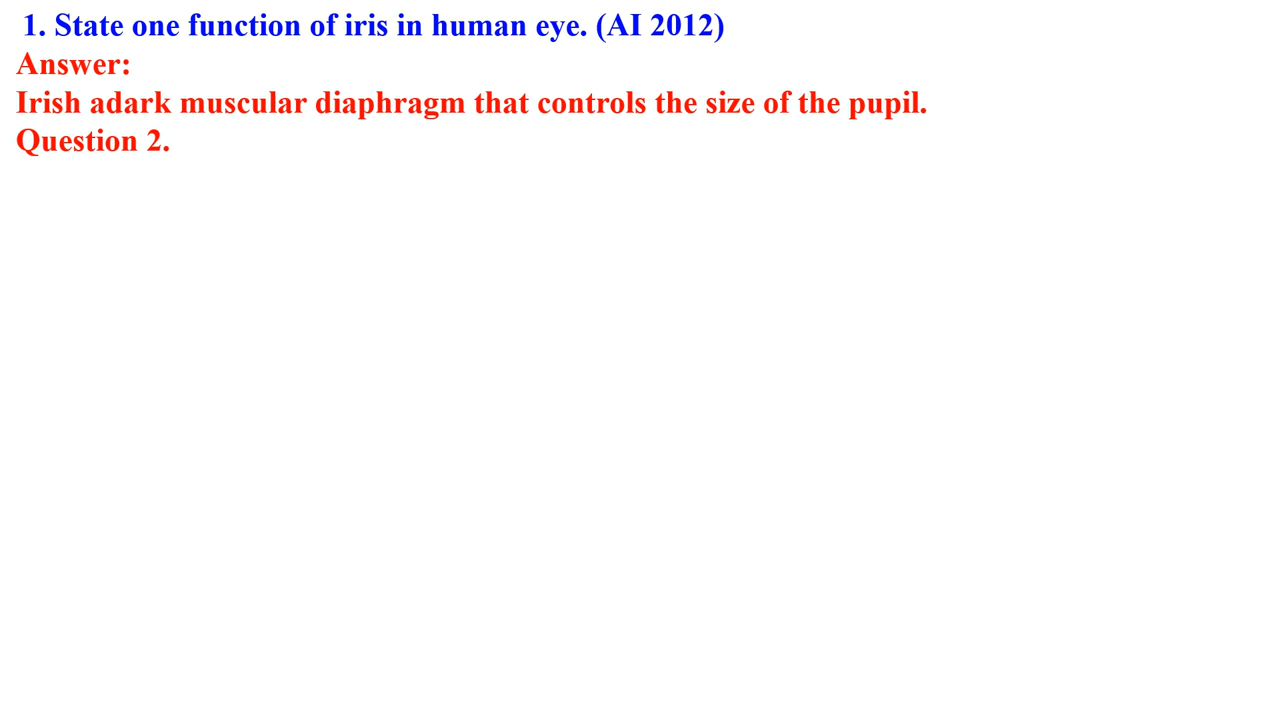 1. State one function of iris in human eye. (AI 2012)
Answer:
Irish adark muscular diaphragm that controls the size of the pupil.
Question 2.